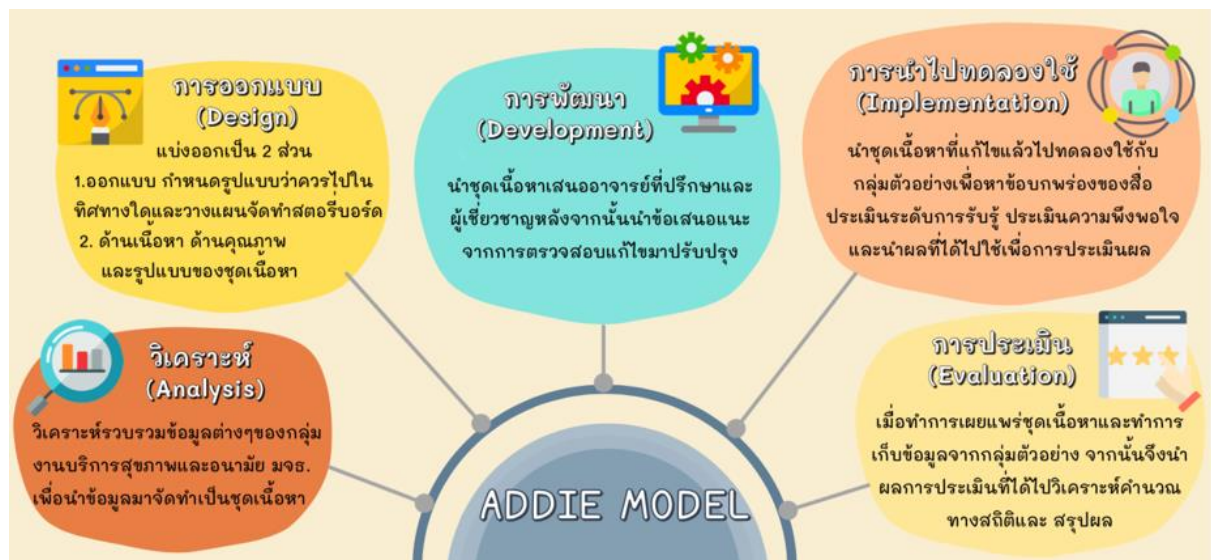 การออกแบบ
(Design)
แบ่งออกเป็น 2 ส่วน
1.ออกแบบ กำหนดรูปแบบว่าควรไปใน
ทิศทางใดและวางแผนจัดทำสตอรี่บอร์ด
2. ด้านเนื้อหา ด้านคุณภาพ
และรูปแบบของชุดเนื้อหา
การพัฒนา
(Development)
นำชุดเนื้อหาเสนออาจารย์ที่ปรึกษาและ
ผู้เชี่ยวชาญหลังจากนั้นนำข้อเสนอแนะ
จากการตรวจสอบแก้ไขมาปรับปรุง
การนำไปทดลองใช้
(Implementation)
นำชุดเนื้อหาที่แก้ไขแล้วไปทดลองใช้กับ
กลุ่มตัวอย่างเพื่อหาข้อบกพร่องของสื่อ
ประเมินระดับการรับรู้ ประเมินความพึงพอใจ
และนำผลที่ได้ไปใช้เพื่อการประเมินผล
วิเคราะห์
(Analysis)
วิเคราะห์รวบรวมข้อมูลต่างๆของกลุ่ม
งานบริการสุขภาพและอนามัย มจธ.
เพื่อนำข้อมูลมาจัดทำเป็นชุดเนื้อหา
การประเมิน
(Evaluation)
เมื่อทำการเผยแพร่ชุดเนื้อหาและทำการ
เก็บข้อมูลจากกลุ่มตัวอย่าง จากนั้นจึงนำ
ผลการประเมินที่ได้ไปวิเคราะห์คำนวณ
ทางสถิติและ สรุปผล
ADDIE MODEL